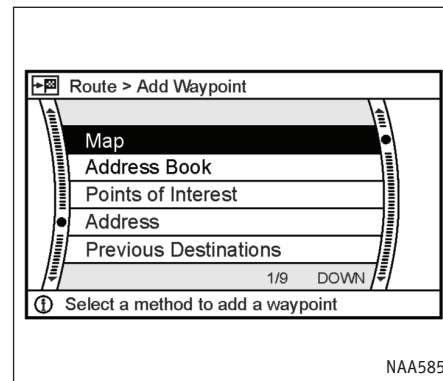 Route > Add Waypoint
Map
Address Book
Points of Interest
Address
Previous Destinations
1/9 DOWN
Select a method to add a waypoint
NAA585